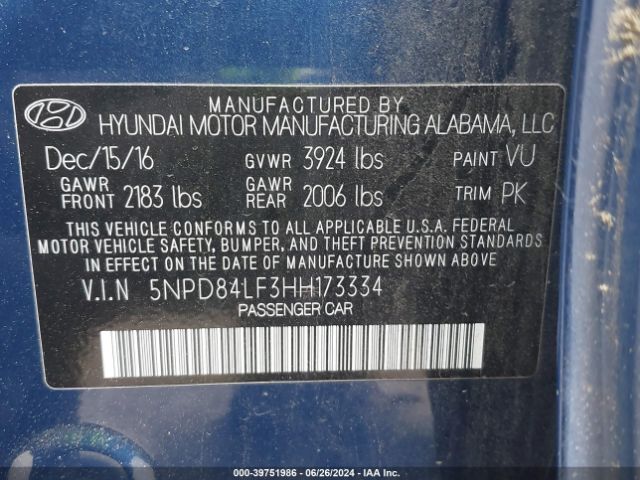 MANUFACTURED BY
HYUNDAI MOTOR MANUFACTURING ALABAMA, LLC
Dec/15/16 GVWR 3924 lbs PAINT VU
GAWR FRONT 2183 lbs GAWR REAR 2006 lbs TRIM PK
THIS VEHICLE CONFORMS TO ALL APPLICABLE U.S.A. FEDERAL
MOTOR VEHICLE SAFETY, BUMPER, AND THEFT PREVENTION STANDARDS
IN EFFECT ON THE DATE OF MANUFACTURE SHOWN ABOVE.
V.I.N 5NPD84LF3HH173334
PASSENGER CAR
000-39751986 - 06/26/2024 - IAA Inc.